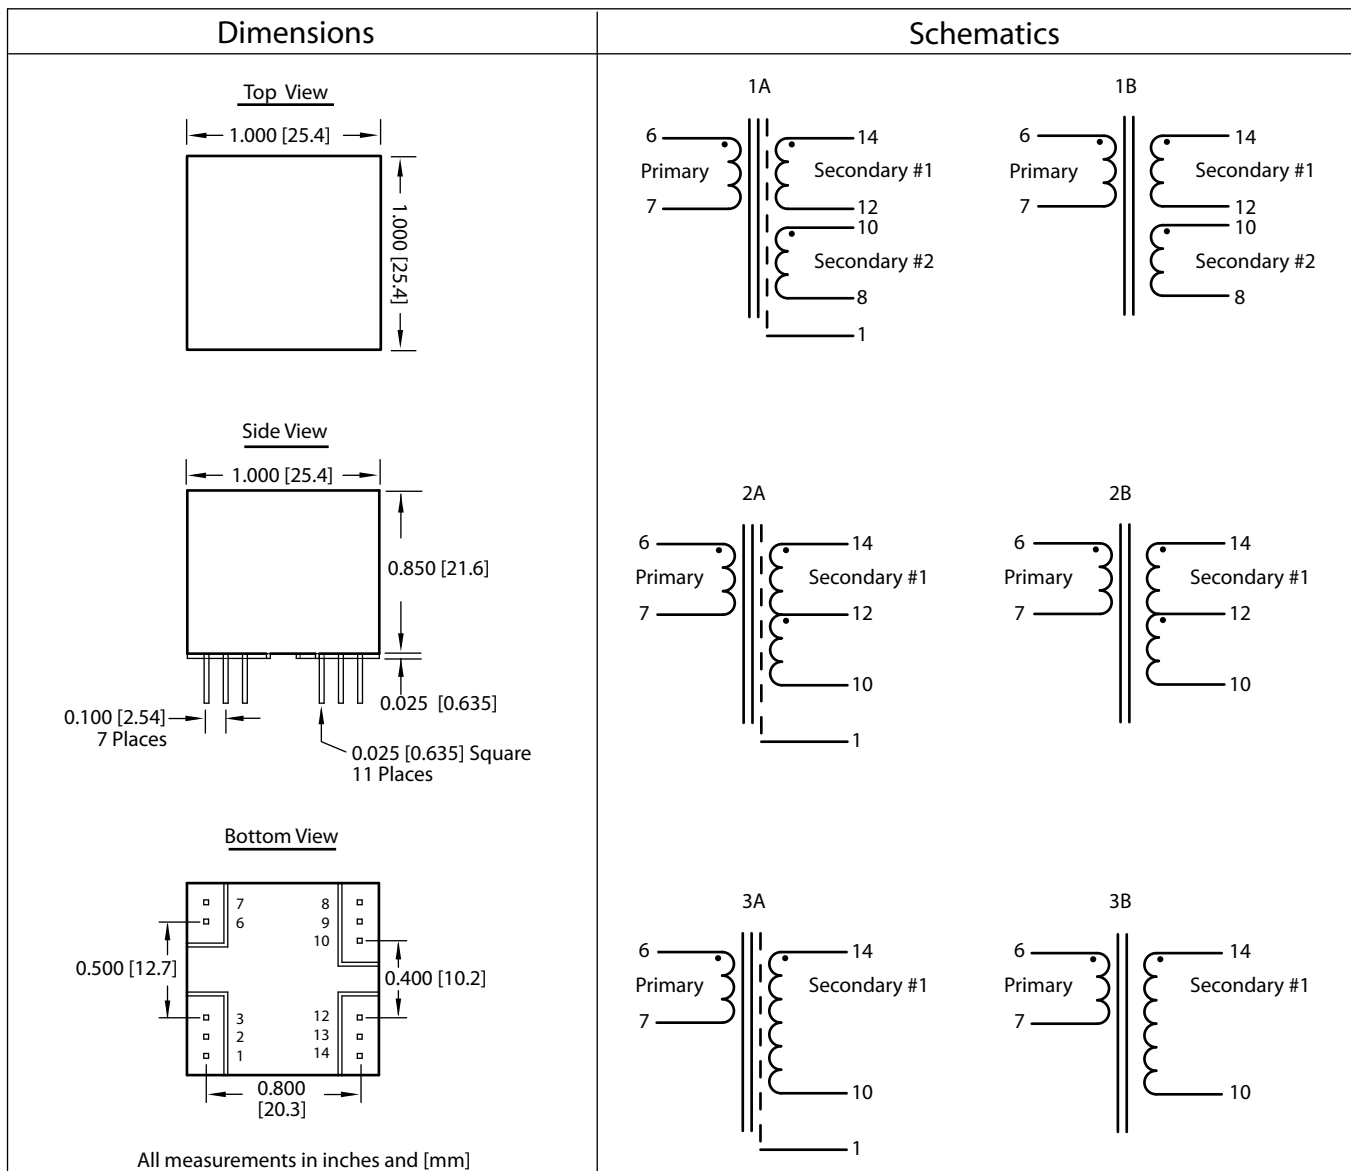 Dimensions
Schematics
Top View
1.000 [25.4]
1.000 [25.4]
Side View
1.000 [25.4]
0.850 [21.6]
0.025 [0.635]
0.100 [2.54]
7 Places
0.025 [0.635] Square
11 Places
Bottom View
7
6
8
9
10
0.500 [12.7]
0.400 [10.2]
3
2
1
12
13
14
0.800
[20.3]
All measurements in inches and [mm]
1A
6
Primary
7
14
Secondary #1
12
10
Secondary #2
8
1
1B
6
Primary
7
14
Secondary #1
12
10
Secondary #2
8
2A
6
Primary
7
14
Secondary #1
12
10
1
2B
6
Primary
7
14
Secondary #1
12
10
3A
6
Primary
7
14
Secondary #1
10
1
3B
6
Primary
7
14
Secondary #1
10